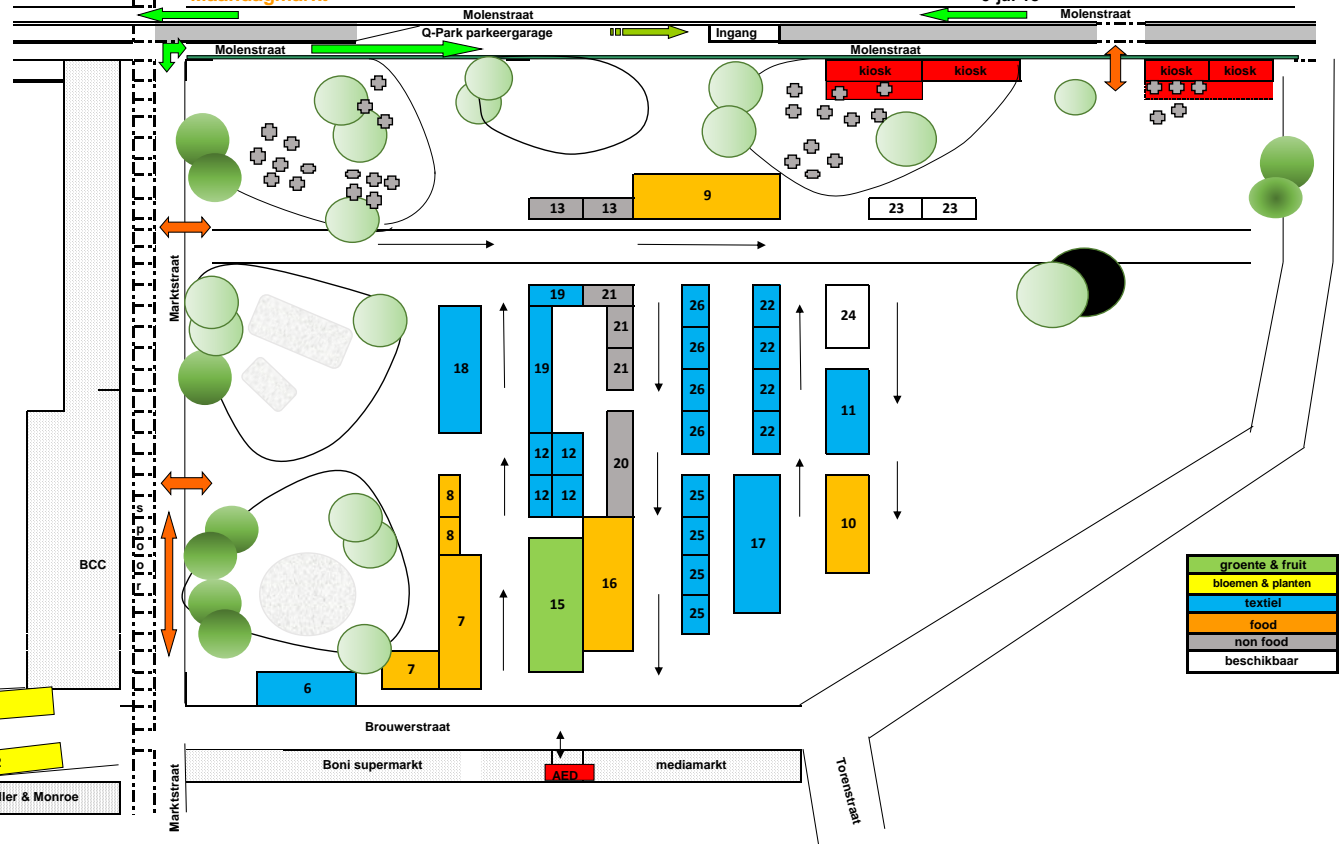 Molenstraat
Molenstraat
Q-Park parkeergarage
Ingang
Molenstraat
Molenstraat
kiosk
kiosk
kiosk
kiosk
9
13
13
23
23
Marktstraat
19
21
26
22
24
21
18
19
26
22
21
26
22
11
26
22
12
12
20
8
12
12
25
10
8
25
17
spoor
BCC
15
16
25
7
25
7
6
groente & fruit
bloemen & planten
textiel
food
non food
beschikbaar
Brouwerstraat
Boni supermarkt
AED
mediamarkt
ller & Monroe
Marktstraat
Torenstraat